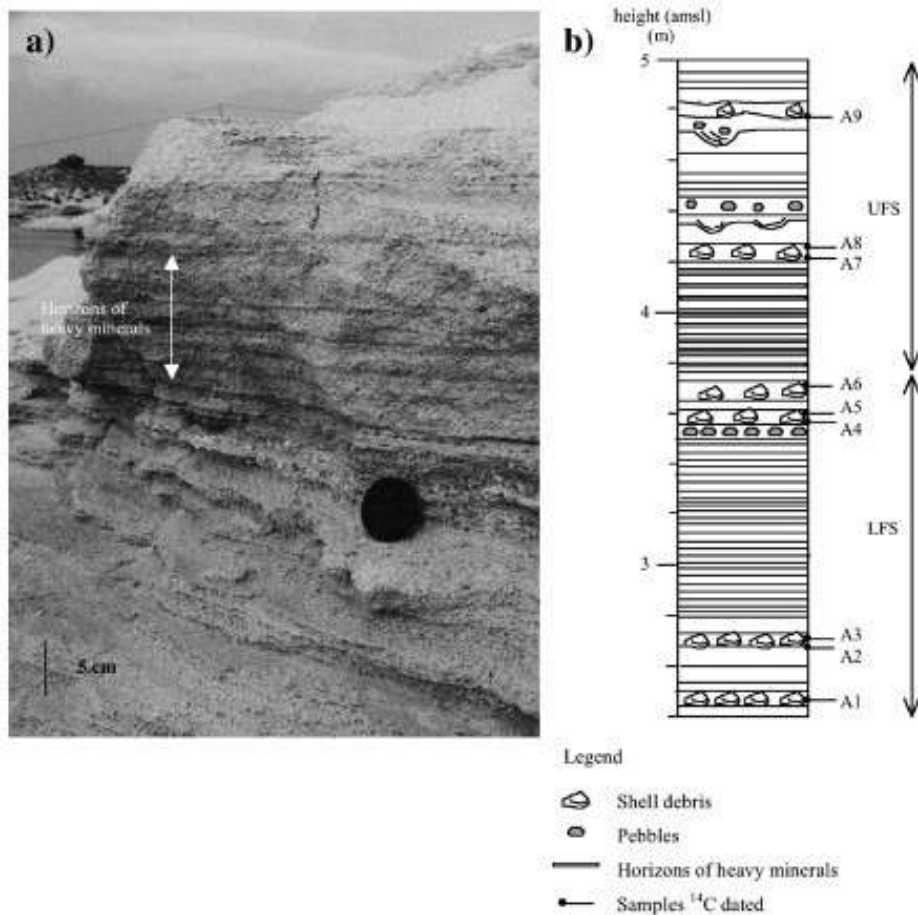 a)
Horizons of
heavy minerals
5 cm
b)
height (amsl)
(m)
5
4
3
A9
A8
A7
A6
A5
A4
A3
A2
A1
UFS
LFS
Legend
Shell debris
Pebbles
Horizons of heavy minerals
Samples ¹⁴C dated